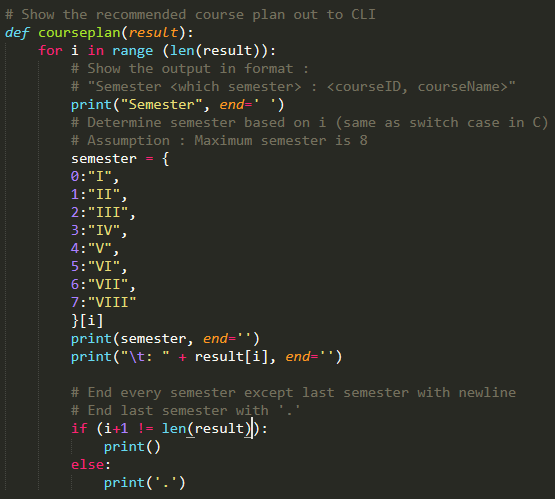 # Show the recommended course plan out to CLI
def courseplan(result):
    for i in range (len(result)):
        # Show the output in format :
        # "Semester <which semester> : <courseID, courseName>"
        print("Semester", end=' ')
        # Determine semester based on i (same as switch case in C)
        # Assumption : Maximum semester is 8
        semester = {
        0:"I",
        1:"II",
        2:"III",
        3:"IV",
        4:"V",
        5:"VI",
        6:"VII",
        7:"VIII"
        }[i]
        print(semester, end='')
        print("\t: " + result[i], end='')

        # End every semester except last semester with newline
        # End last semester with '.'
        if (i+1 != len(result)):
            print()
        else:
            print('.')